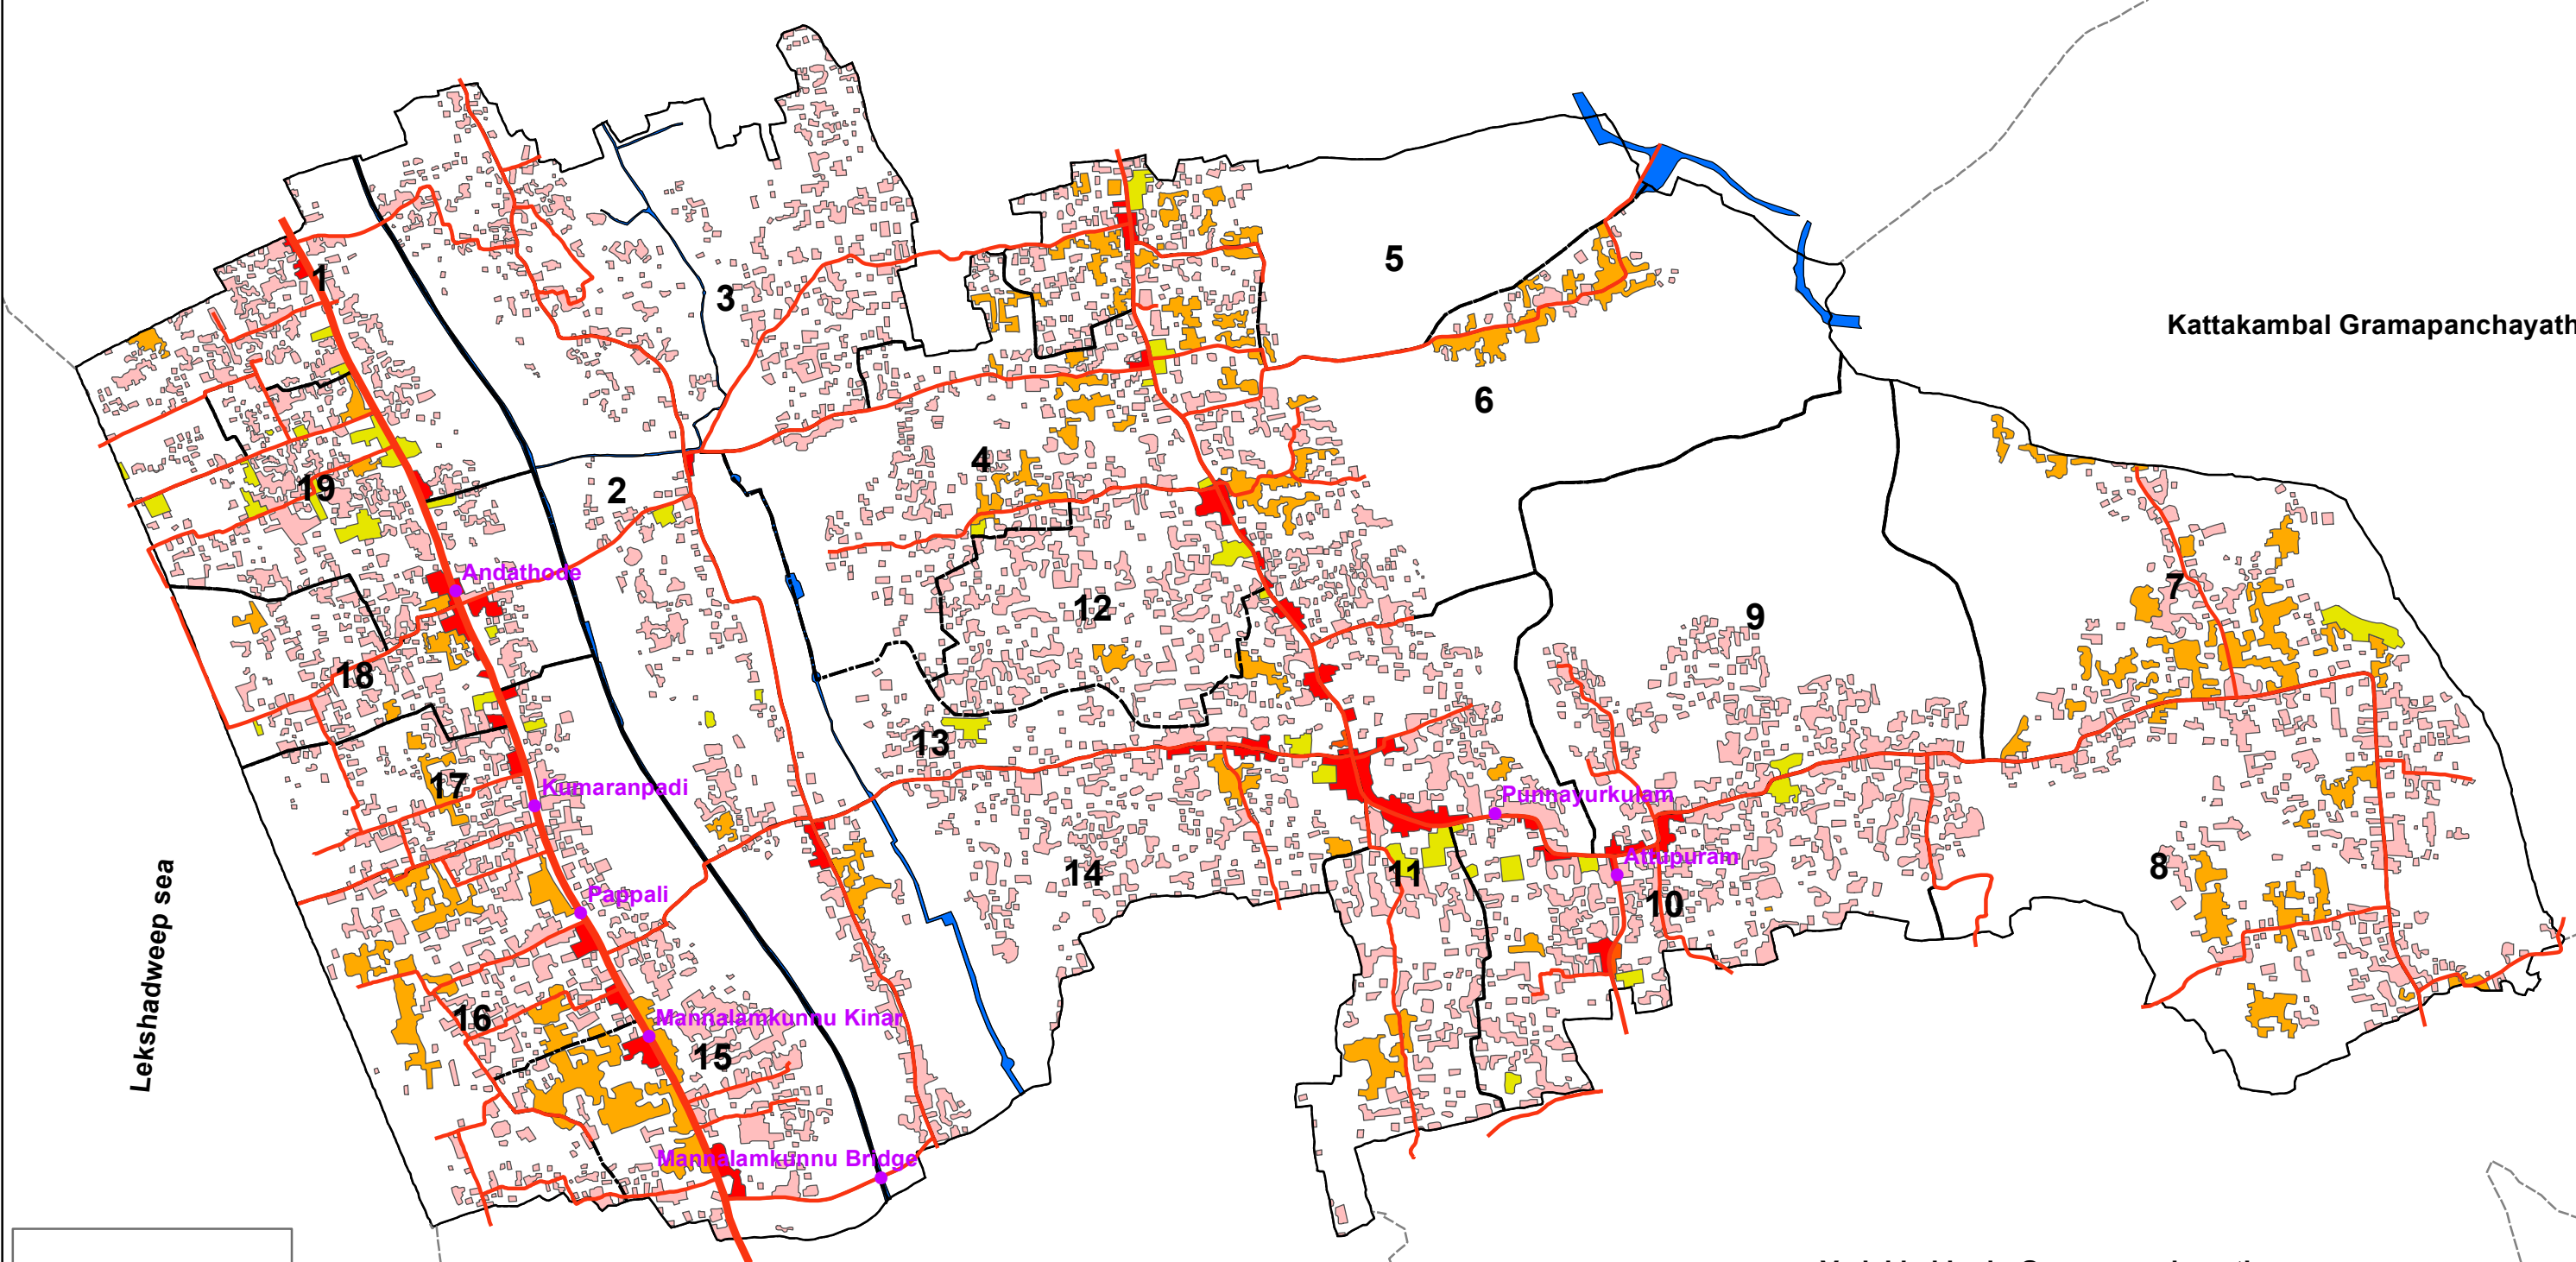 5
1
3
Kattakambal Gramapanchayath
6
4
19
2
Andathode
7
12
9
18
13
17
Kumaranpadi
Punnayurkulam
Attupuram
14
11
8
Pappali
10
Lekshadweep sea
16
Mannalamkunnu Kinar
15
Mannalamkunnu Bridge